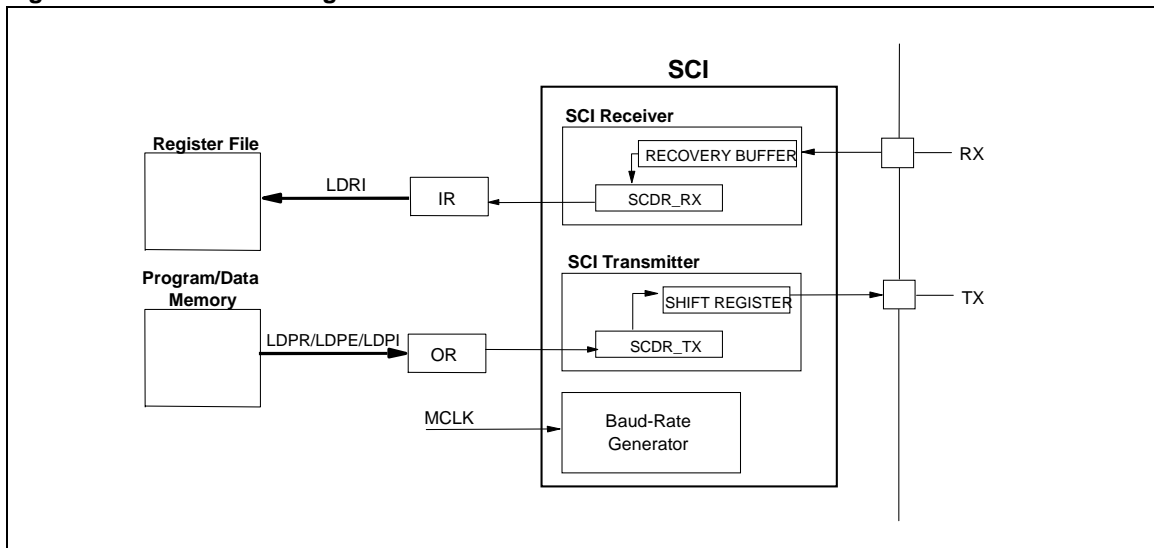 SCI
SCI Receiver
Register File
RECOVERY BUFFER
RX
LDRI
IR
SCDR_RX
SCI Transmitter
Program/Data
Memory
SHIFT REGISTER
TX
LDPR/LDPE/LDPI
OR
SCDR_TX
MCLK
Baud-Rate
Generator